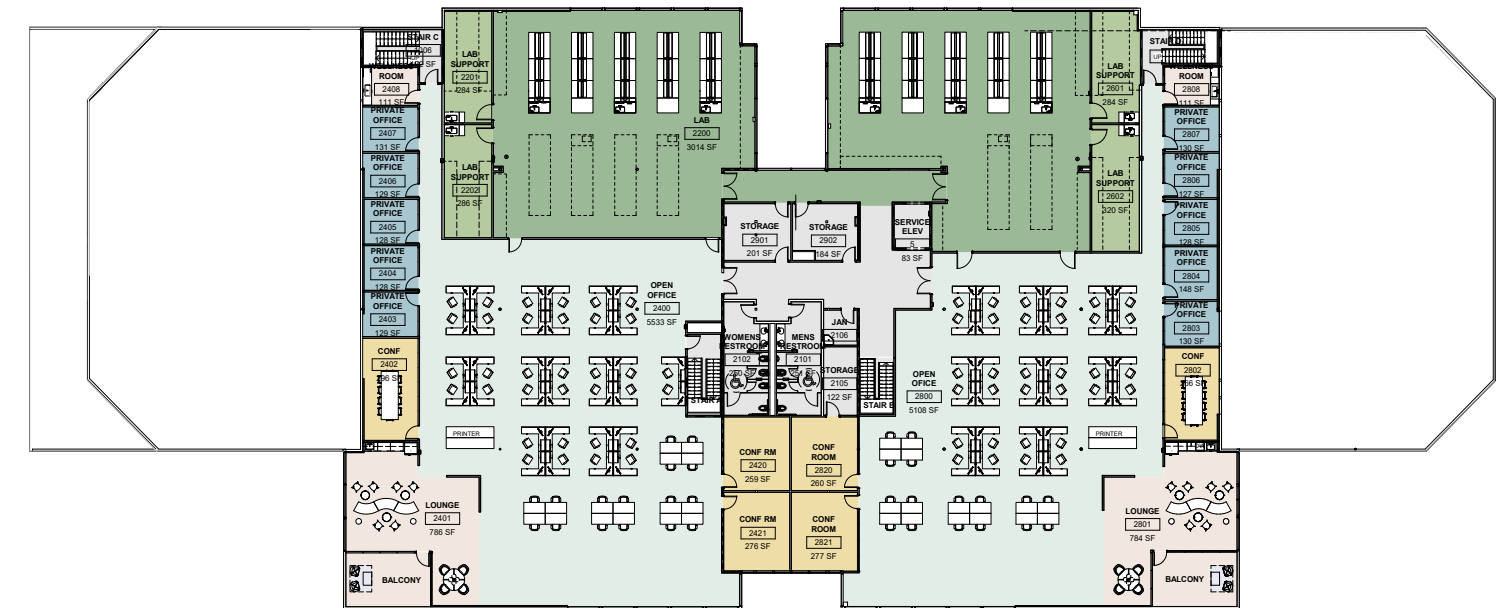 STAIR C
ROOM
2408
111 SF
PRIVATE
OFFICE
2407
131 SF
PRIVATE
OFFICE
2406
129 SF
PRIVATE
OFFICE
2405
128 SF
PRIVATE
OFFICE
2404
128 SF
PRIVATE
OFFICE
2403
129 SF
CONF
2402
PRINTER
LOUNGE
2401
786 SF
BALCONY
LAB
SUPPORT
2201
284 SF
LAB
SUPPORT
2202
286 SF
LAB
2200
3014 SF
OPEN
OFFICE
2400
5533 SF
STORAGE
2901
201 SF
STORAGE
2902
184 SF
SERVICE
ELEV
5
83 SF
WOMENS
RESTROOM
2102
MENS
RESTROOM
2101
JAN
2106
STORAGE
2105
122 SF
STAIR A
STAIR B
CONF RM
2420
259 SF
CONF
ROOM
2820
260 SF
CONF RM
2421
276 SF
CONF
ROOM
2821
277 SF
OPEN
OFICE
2800
5108 SF
LAB
SUPPORT
2601
284 SF
LAB
SUPPORT
2602
320 SF
UP
ROOM
2808
111 SF
PRIVATE
OFFICE
2807
130 SF
PRIVATE
OFFICE
2806
127 SF
PRIVATE
OFFICE
2805
128 SF
PRIVATE
OFFICE
2804
148 SF
PRIVATE
OFFICE
2803
130 SF
CONF
2802
PRINTER
LOUNGE
2801
784 SF
BALCONY